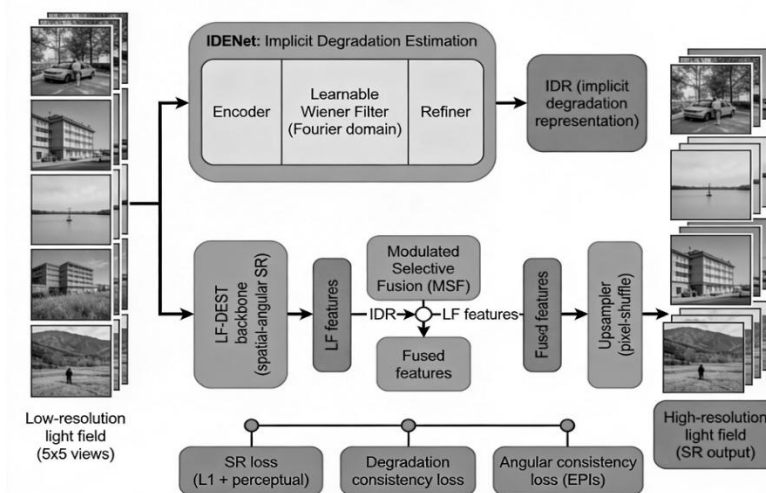 IDENet: Implicit Degradation Estimation
Encoder
Learnable
Wiener Filter
(Fourier domain)
Refiner
IDR (implicit
degradation
representation)
LF-DEST
backbone
(spatial-angular SR)
LF features
Modulated
Selective
Fusion (MSF)
IDR
LF features
Fused
features
features
Upsampler
(pixel-shuffle)
Low-resolution
light field
(5x5 views)
High-resolution
light field
(SR output)
SR loss
(L1 + perceptual)
Degradation
consistency loss
Angular consistency
loss (EPIs)